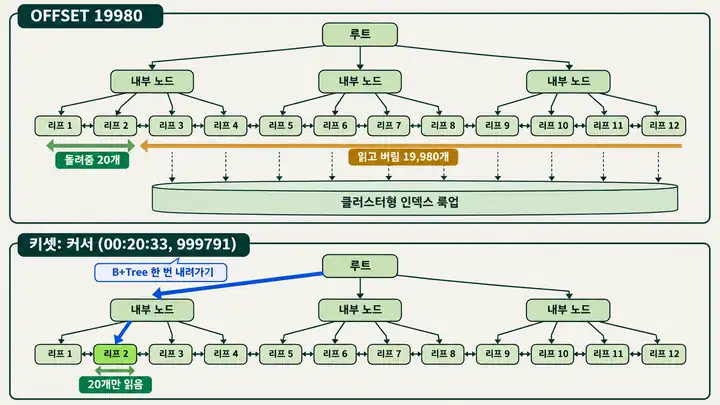 OFFSET 19980
루트
내부 노드
내부 노드
내부 노드
리프 1
리프 2
리프 3
리프 4
리프 5
리프 6
리프 7
리프 8
리프 9
리프 10
리프 11
리프 12
돌려줌 20개
읽고 버림 19,980개
클러스터형 인덱스 룩업
키셋: 커서 (00:20:33, 999791)
B+Tree 한 번 내려가기
루트
내부 노드
내부 노드
내부 노드
리프 1
리프 2
리프 3
리프 4
리프 5
리프 6
리프 7
리프 8
리프 9
리프 10
리프 11
리프 12
20개만 읽음